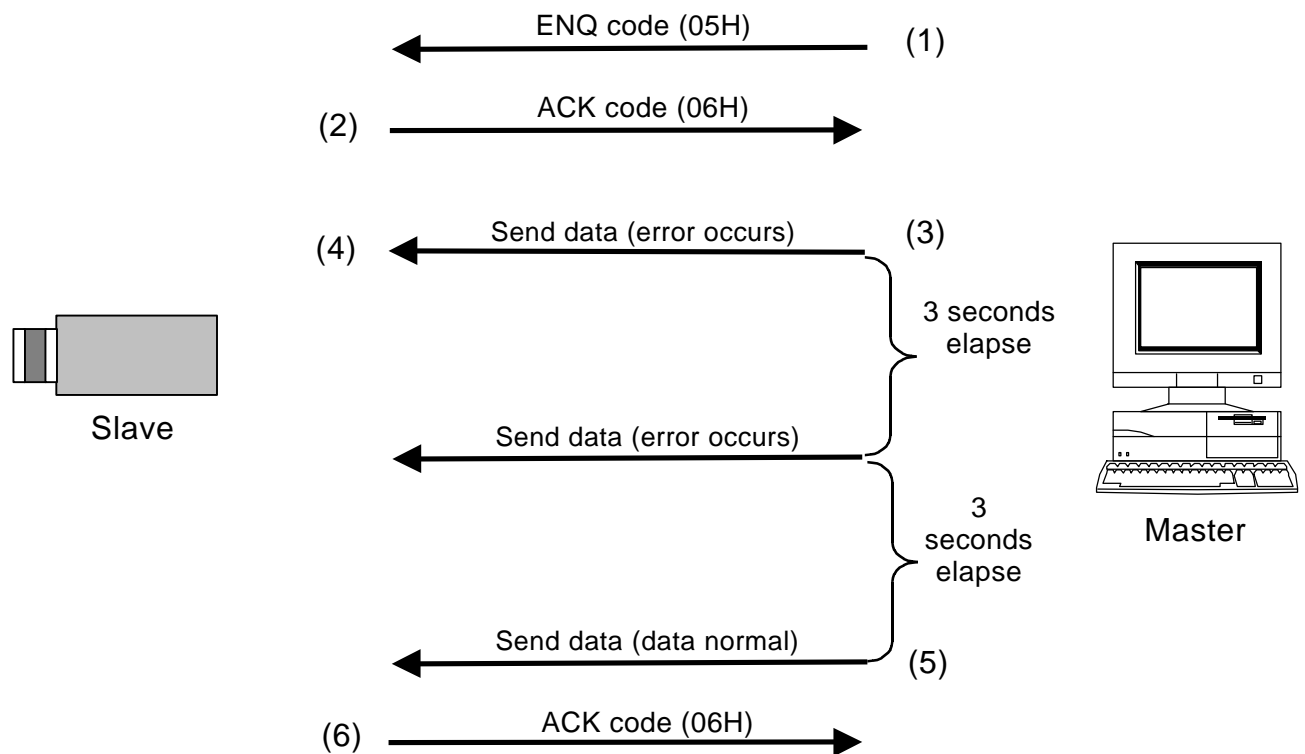 ENQ code (05H)
(1)
(2)
ACK code (06H)
(4)
Send data (error occurs)
(3)
3 seconds
elapse
Slave
Send data (error occurs)
3
seconds
elapse
Master
Send data (data normal)
(5)
(6)
ACK code (06H)